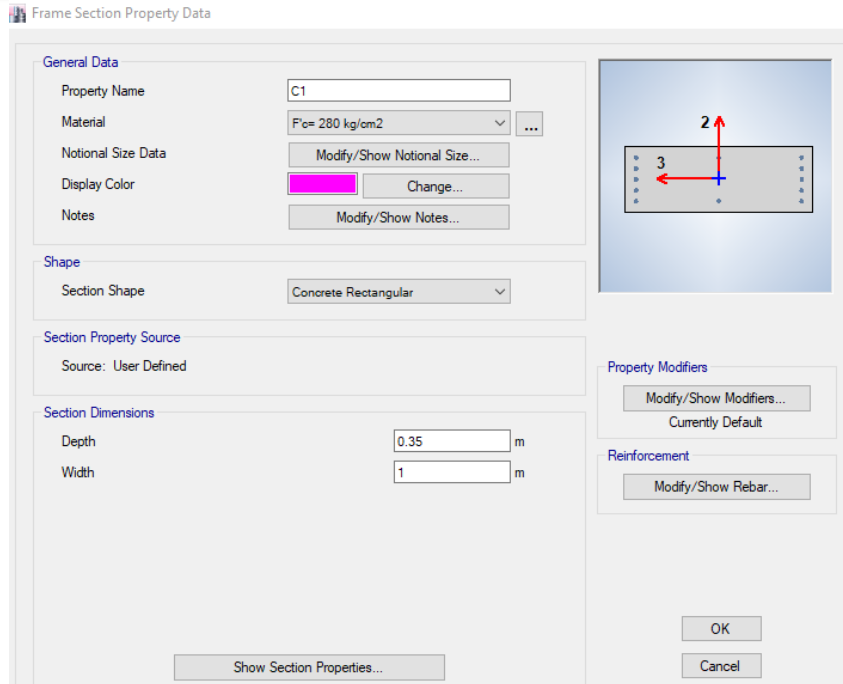 Frame Section Property Data
General Data
Property Name C1
Material F'c= 280 kg/cm2 ...
Notional Size Data Modify/Show Notional Size...
Display Color Change...
Notes Modify/Show Notes...
Shape
Section Shape Concrete Rectangular
Section Property Source
Source: User Defined
Section Dimensions
Depth 0.35 m
Width 1 m
Show Section Properties...
2
3
Property Modifiers
Modify/Show Modifiers...
Currently Default
Reinforcement
Modify/Show Rebar...
OK
Cancel